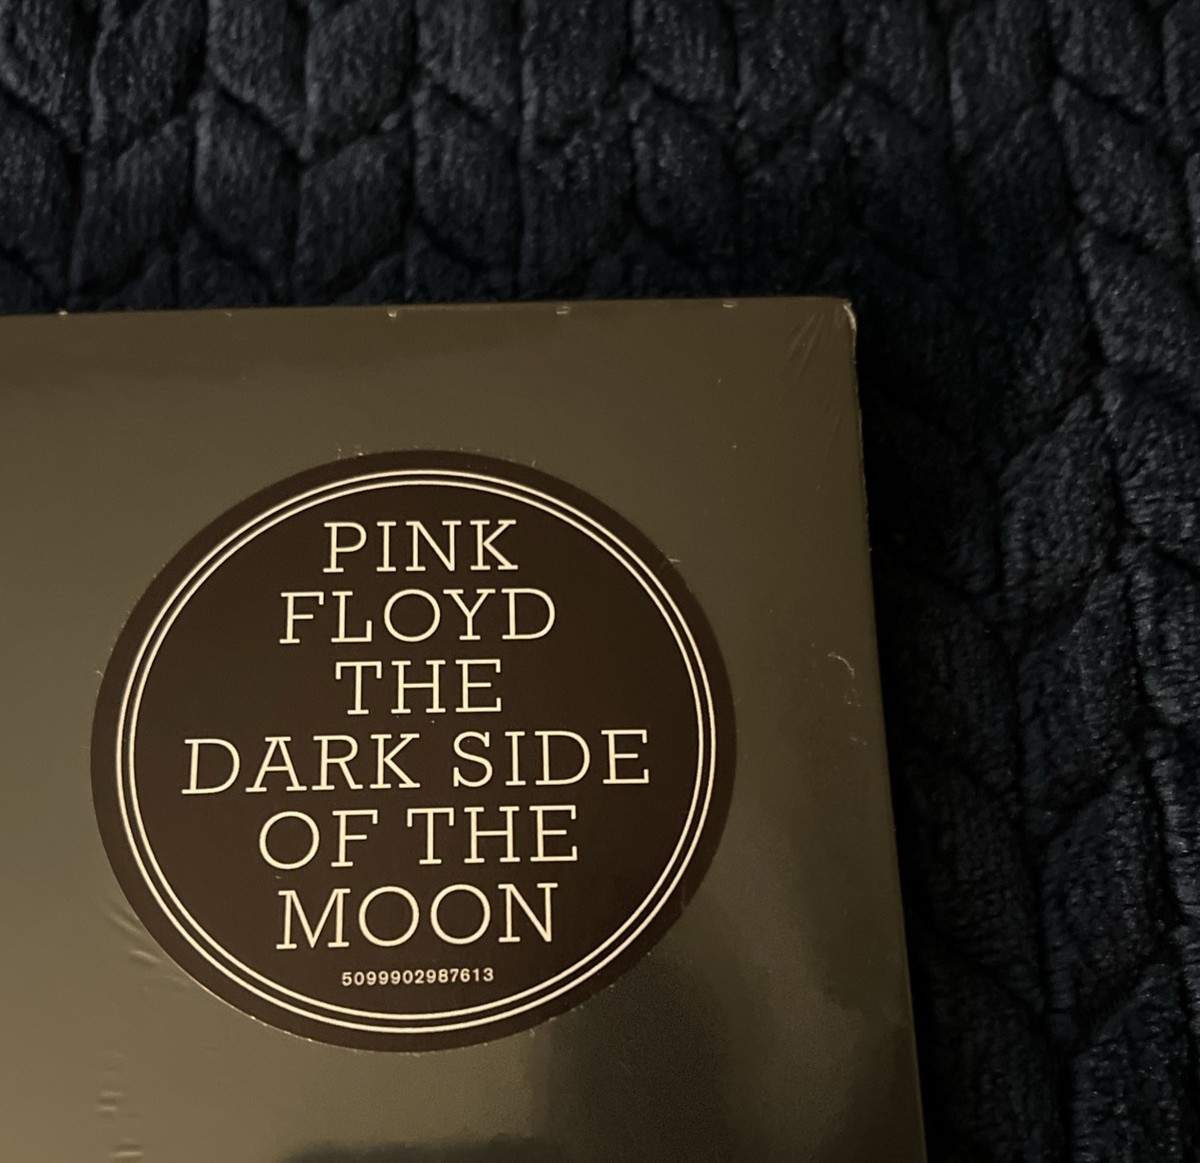 PINK
FLOYD
THE
DARK SIDE
OF THE
MOON
5099902987613